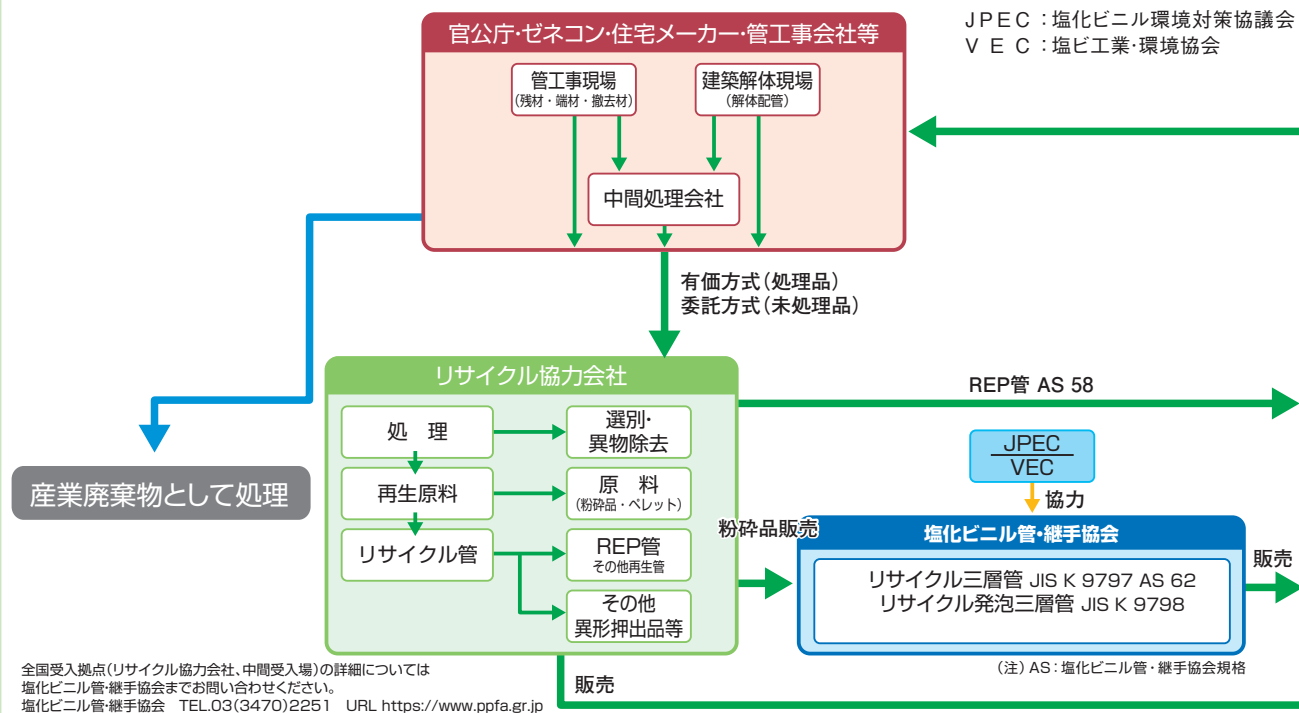 官公庁・ゼネコン・住宅メーカー・管工事会社等
JPEC：塩化ビニル環境対策協議会
VEC：塩ビ工業・環境協会
管工事現場
(残材・端材・撤去材)
建築解体現場
(解体配管)
中間処理会社
有価方式(処理品)
委託方式(未処理品)
産業廃棄物として処理
リサイクル協力会社
処　理
選別・
異物除去
再生原料
原　料
(粉砕品・ペレット)
リサイクル管
REP管
その他再生管
その他
異形押出品等
REP管 AS 58
JPEC
VEC
協力
粉砕品販売
塩化ビニル管・継手協会
リサイクル三層管 JIS K 9797 AS 62
リサイクル発泡三層管 JIS K 9798
販売
(注) AS：塩化ビニル管・継手協会規格
販売
全国受入拠点(リサイクル協力会社、中間受入場)の詳細については
塩化ビニル管・継手協会までお問い合わせください。
塩化ビニル管・継手協会　TEL.03(3470)2251　URL https://www.ppfa.gr.jp